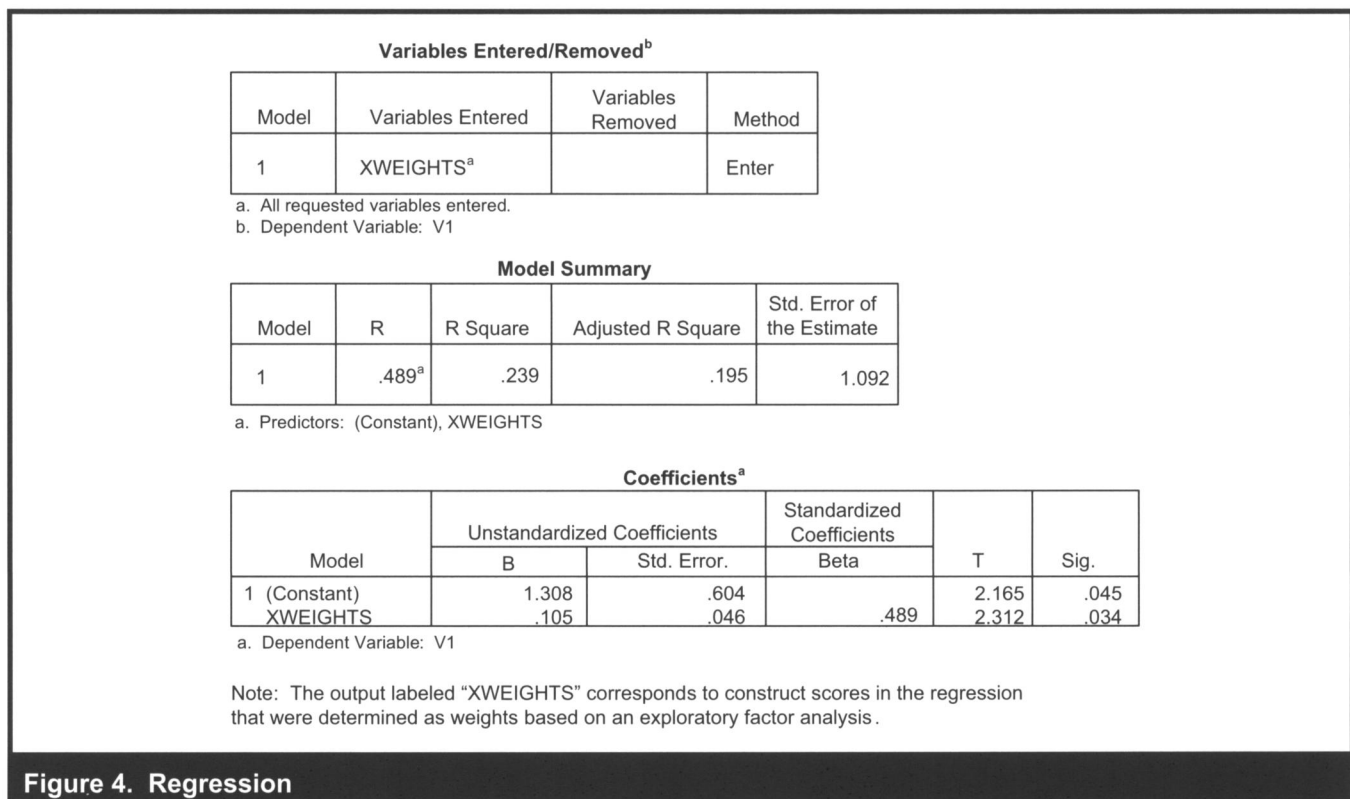 Variables Entered/Removedb
Model Variables Entered Variables Removed Method
1 XWEIGHTSa Enter
a. All requested variables entered.
b. Dependent Variable: V1
Model Summary
Model R R Square Adjusted R Square Std. Error of the Estimate
1 .489a .239 .195 1.092
a. Predictors: (Constant), XWEIGHTS
Coefficientsa
Model Unstandardized Coefficients Standardized Coefficients T Sig.
B Std. Error. Beta
1 (Constant) 1.308 .604 2.165 .045
XWEIGHTS .105 .046 .489 2.312 .034
a. Dependent Variable: V1
Note: The output labeled “XWEIGHTS” corresponds to construct scores in the regression
that were determined as weights based on an exploratory factor analysis.
Figure 4. Regression